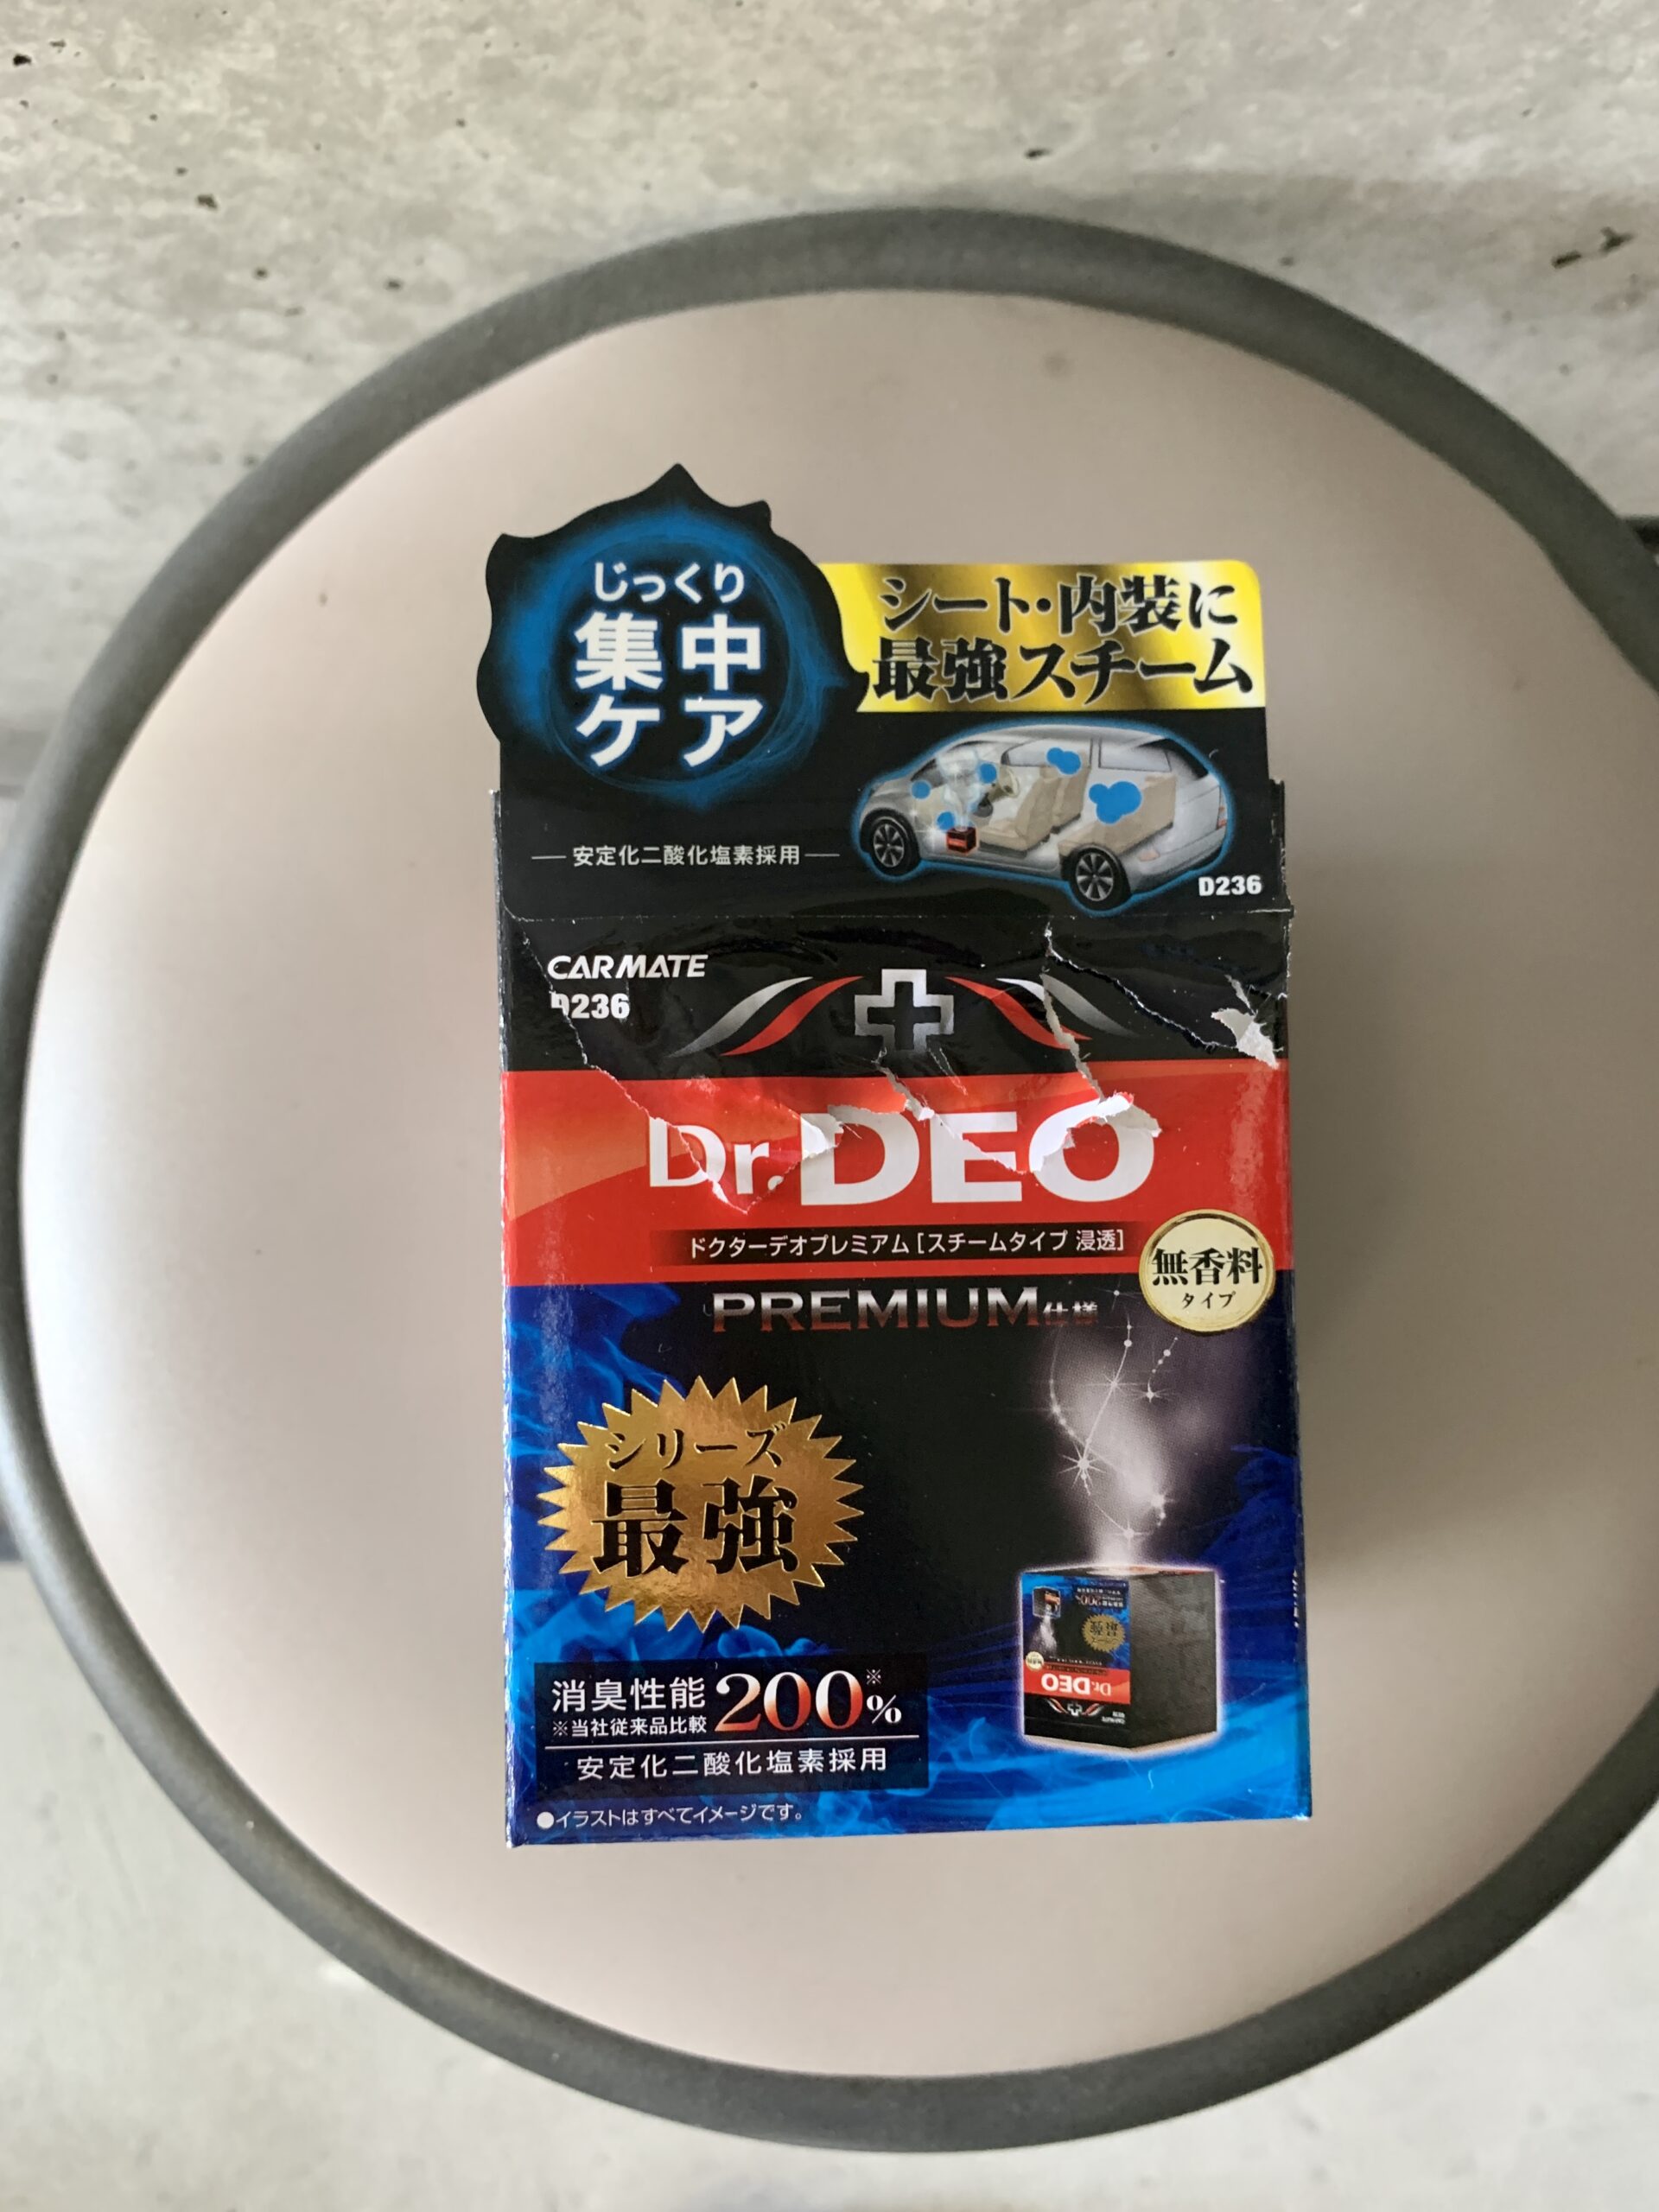 じっくり
集中
ケア
シート・内装に
最強スチーム
安定化二酸化塩素採用
D236
CARMATE
D236
Dr.DEO
ドクターデオプレミアム[スチームタイプ 浸透]
無香料
タイプ
PREMIUM仕様
シリーズ
最強
消臭性能200※%
※当社従来品比較
安定化二酸化塩素採用
●イラストはすべてイメージです。
Dr.DEO